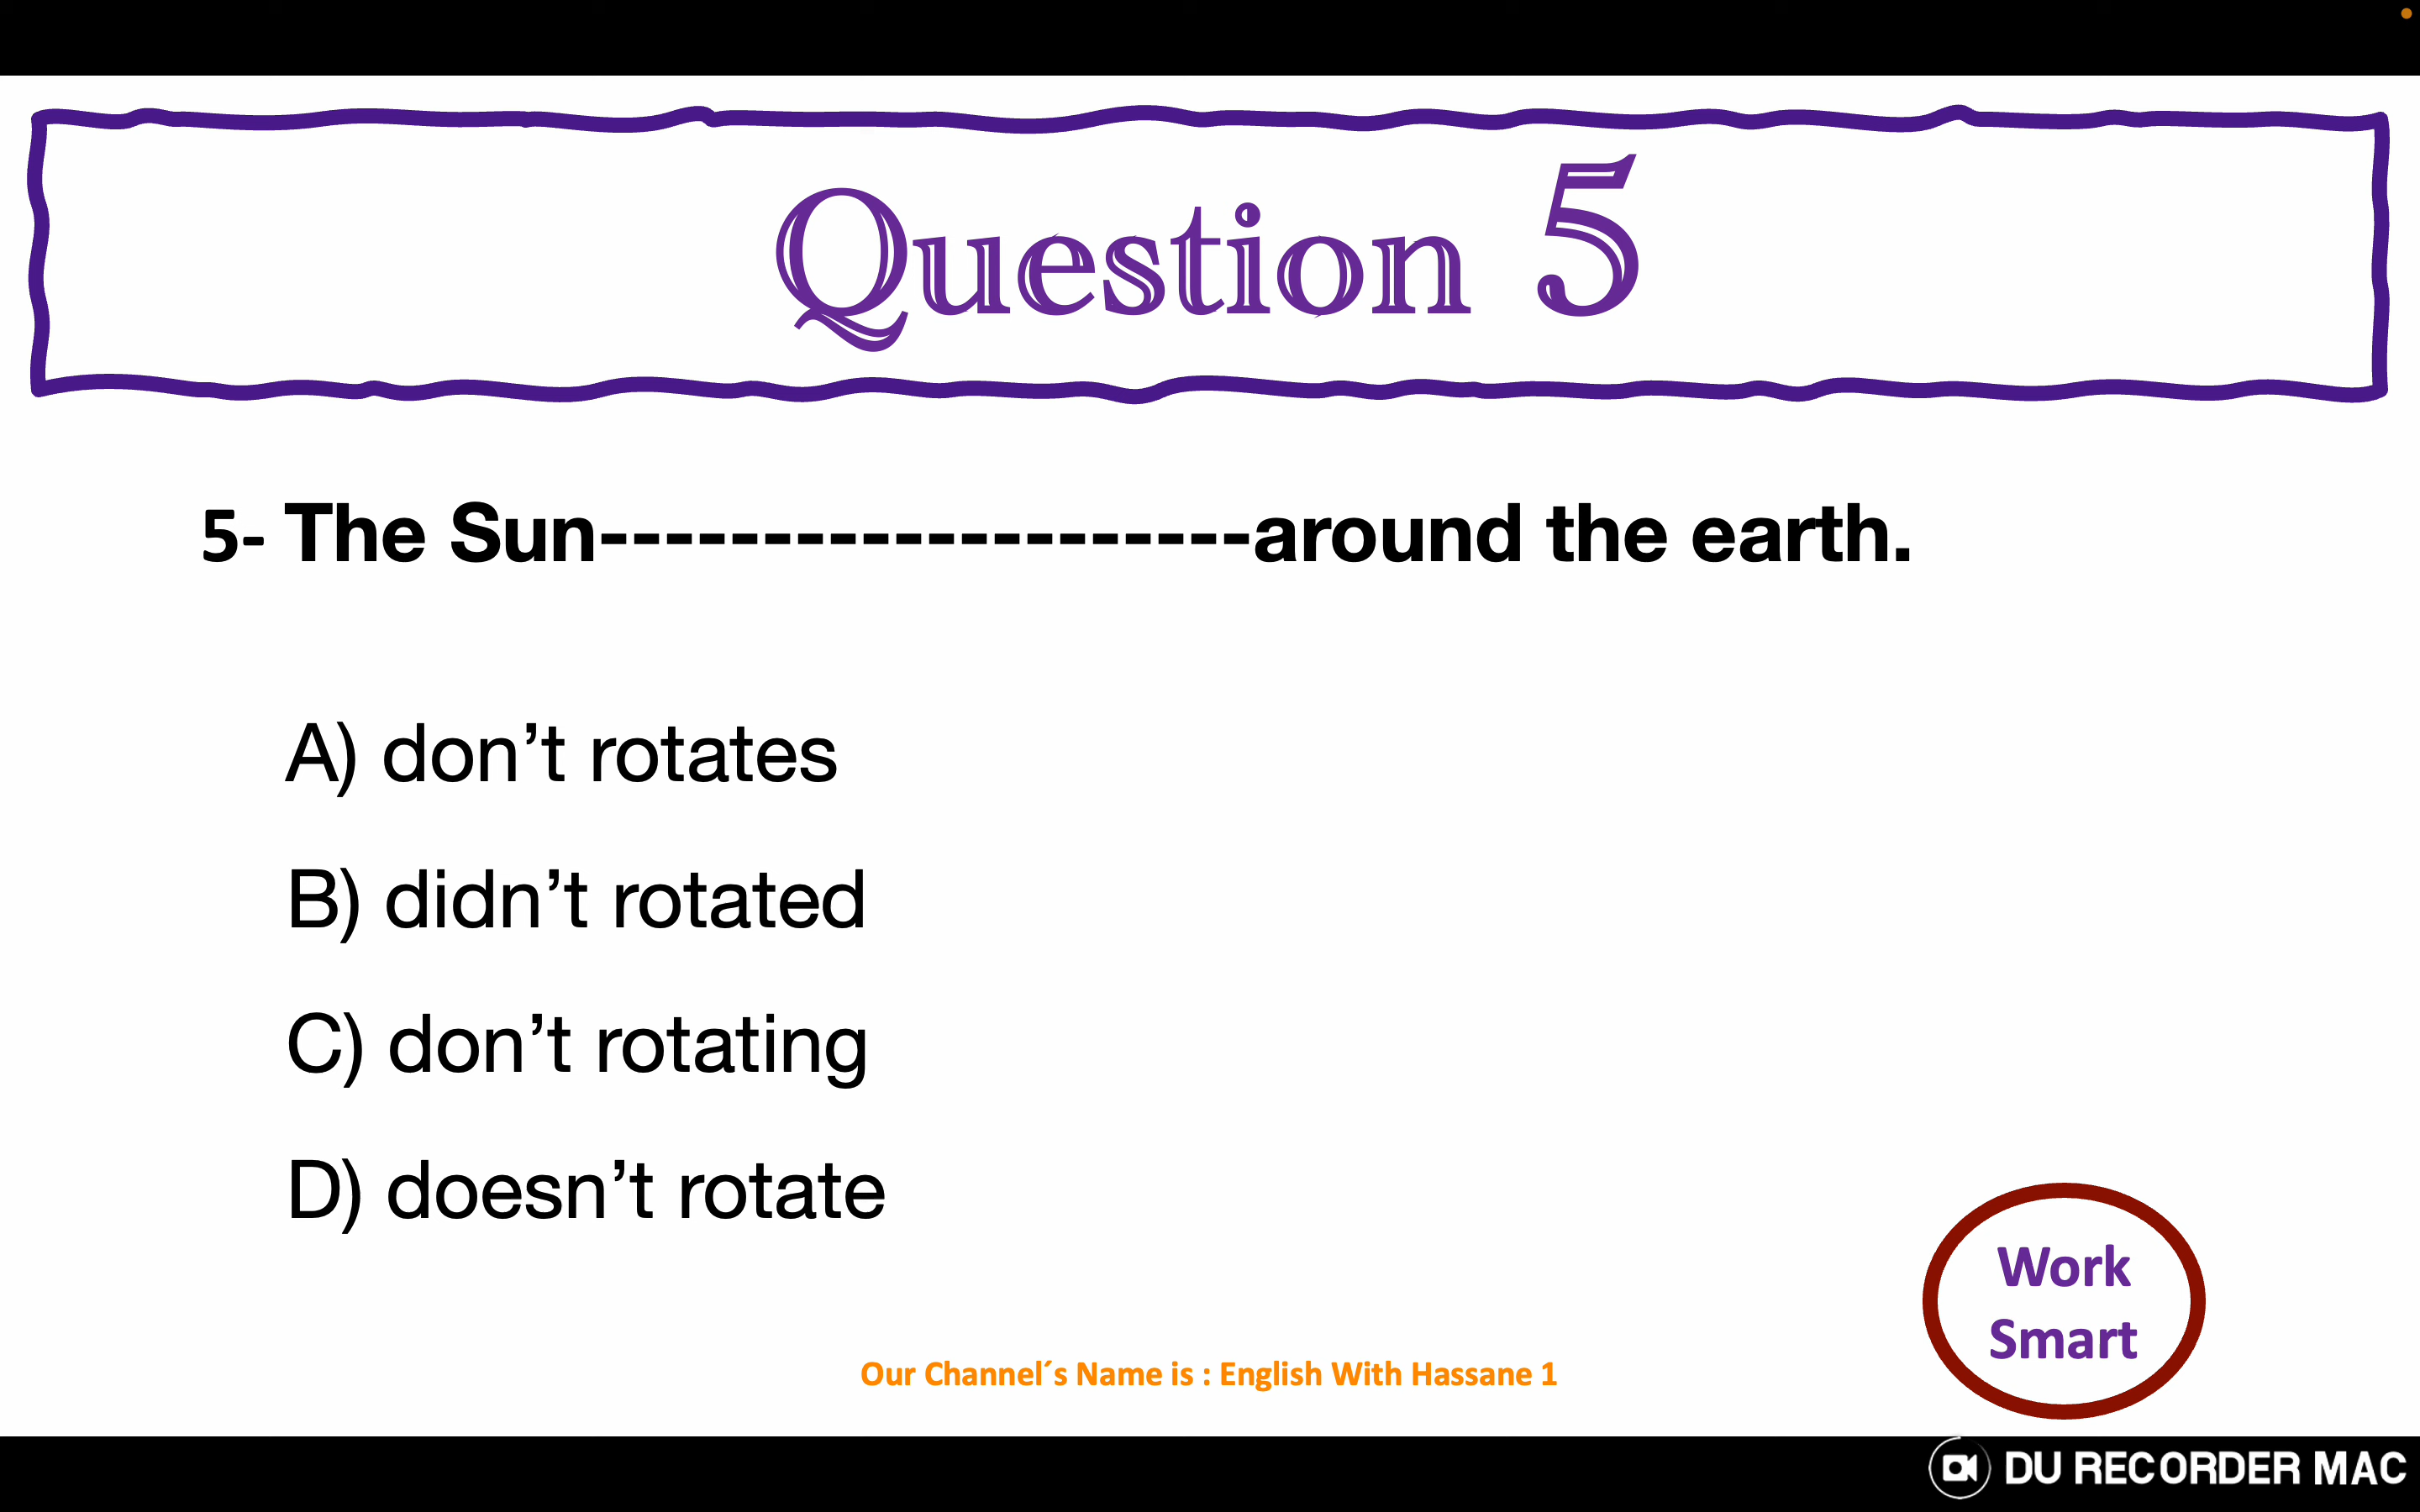 Question 5
5- The Sun--------------------around the earth.
A) don’t rotates
B) didn’t rotated
C) don’t rotating
D) doesn’t rotate
Work
Smart
Our Channel´s Name is : English With Hassane 1
DU RECORDER MAC